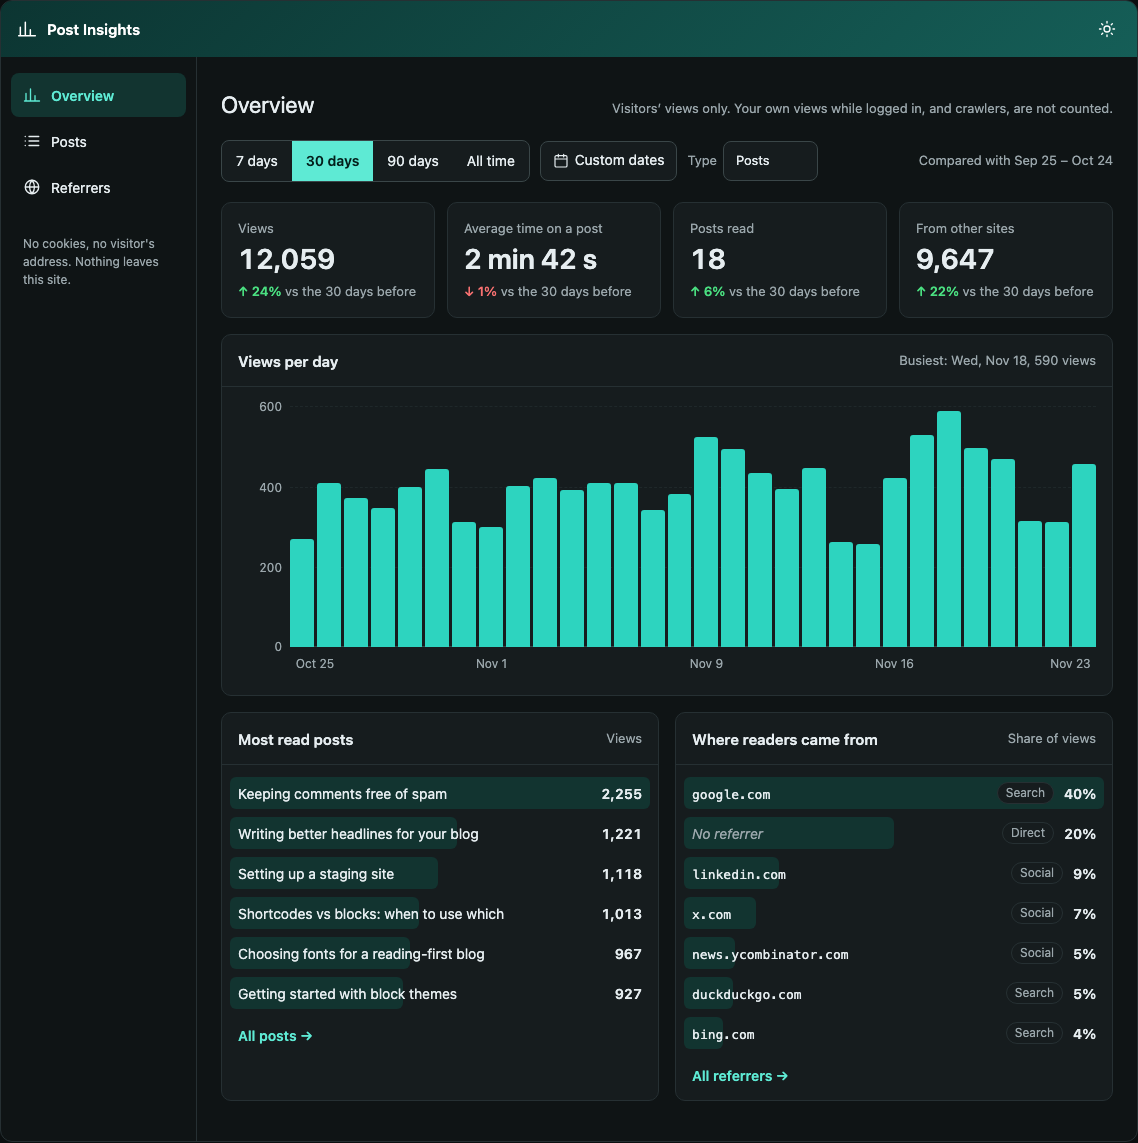 Post Insights
Overview
Posts
Referrers
No cookies, no visitor's
address. Nothing leaves
this site.
Overview
Visitors’ views only. Your own views while logged in, and crawlers, are not counted.
7 days
30 days
90 days
All time
Custom dates
Type
Posts
Compared with Sep 25 – Oct 24
Views
12,059
↑ 24% vs the 30 days before
Average time on a post
2 min 42 s
↓ 1% vs the 30 days before
Posts read
18
↑ 6% vs the 30 days before
From other sites
9,647
↑ 22% vs the 30 days before
Views per day
Busiest: Wed, Nov 18, 590 views
600
400
200
0
Oct 25
Nov 1
Nov 9
Nov 16
Nov 23
Most read posts
Views
Keeping comments free of spam 2,255
Writing better headlines for your blog 1,221
Setting up a staging site 1,118
Shortcodes vs blocks: when to use which 1,013
Choosing fonts for a reading-first blog 967
Getting started with block themes 927
All posts →
Where readers came from
Share of views
google.com Search 40%
No referrer Direct 20%
linkedin.com Social 9%
x.com Social 7%
news.ycombinator.com Social 5%
duckduckgo.com Search 5%
bing.com Search 4%
All referrers →